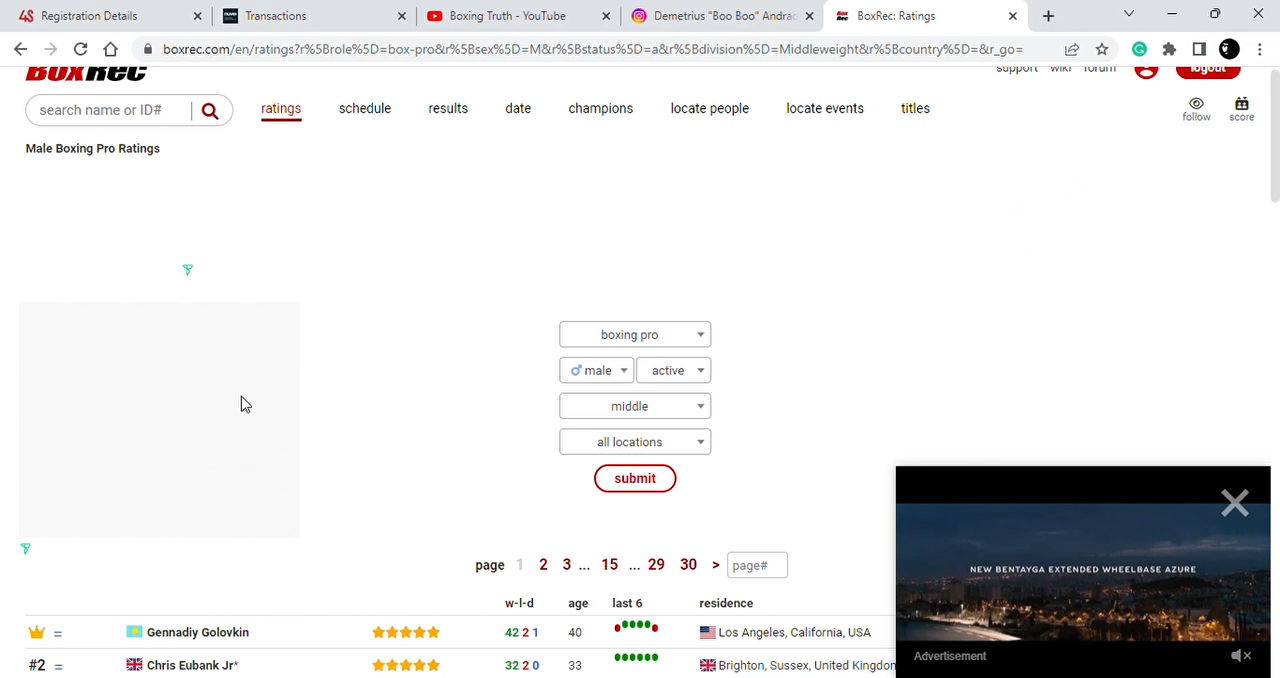 Registration Details
Transactions
Boxing Truth - YouTube
Demetrius "Boo Boo" Andrad
BoxRec: Ratings
boxrec.com/en/ratings?r%5Brole%5D=box-pro&r%5Bsex%5D=M&r%5Bstatus%5D=a&r%5Bdivision%5D=Middleweight&r%5Bcountry%5D=&r_go=
BOXREC
support wiki forum logout
search name or ID#
ratings schedule results date champions locate people locate events titles
follow score
Male Boxing Pro Ratings
boxing pro
male active
middle
all locations
submit
page 1 2 3 ... 15 ... 29 30 > page#
w-l-d age last 6 residence
= Gennadiy Golovkin 42 2 1 40 Los Angeles, California, USA
#2 = Chris Eubank Jr* 32 2 0 33 Brighton, Sussex, United Kingdom
NEW BENTAYGA EXTENDED WHEELBASE AZURE
Advertisement